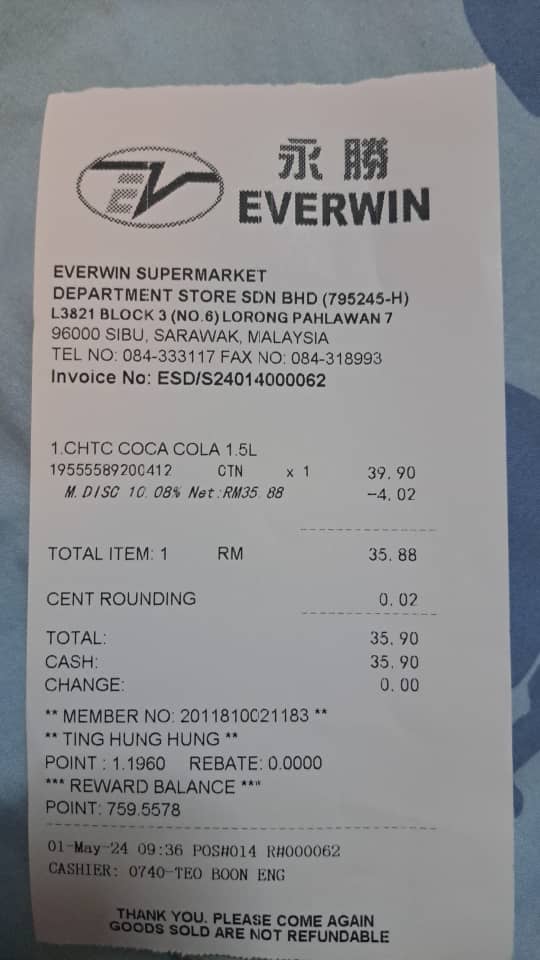 EV
永勝
EVERWIN
EVERWIN SUPERMARKET
DEPARTMENT STORE SDN BHD (795245-H)
L3821 BLOCK 3 (NO.6) LORONG PAHLAWAN 7
96000 SIBU, SARAWAK, MALAYSIA
TEL NO: 084-333117 FAX NO: 084-318993
Invoice No: ESD/S24014000062
1.CHTC COCA COLA 1.5L
19555589200412 CTN x 1 39.90
M.DISC 10.08% Net:RM35.88 -4.02
TOTAL ITEM: 1 RM 35.88
CENT ROUNDING 0.02
TOTAL: 35.90
CASH: 35.90
CHANGE: 0.00
** MEMBER NO: 2011810021183 **
** TING HUNG HUNG **
POINT : 1.1960 REBATE: 0.0000
*** REWARD BALANCE ***
POINT: 759.5578
01-May-24 09:36 POS#014 R#000062
CASHIER: 0740-TEO BOON ENG
THANK YOU. PLEASE COME AGAIN
GOODS SOLD ARE NOT REFUNDABLE